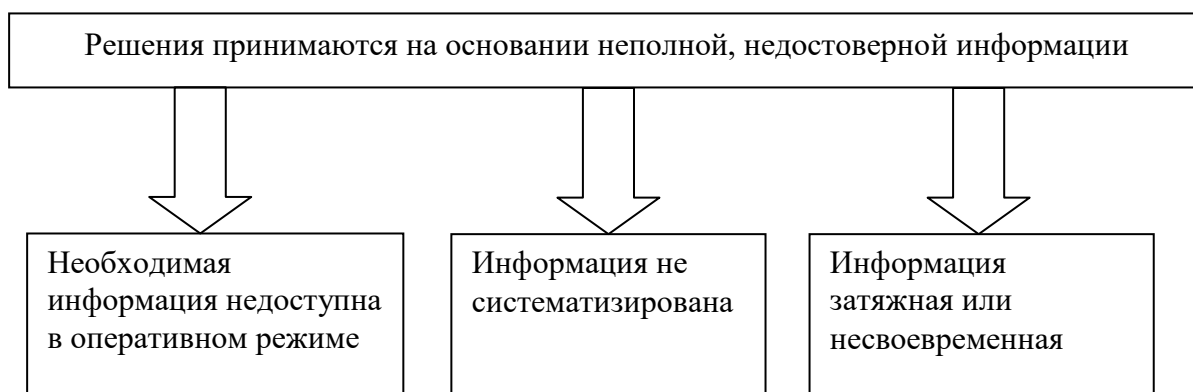 Решения принимаются на основании неполной, недостоверной информации
Необходимая
информация недоступна
в оперативном режиме
Информация не
систематизирована
Информация
затяжная или
несвоевременная